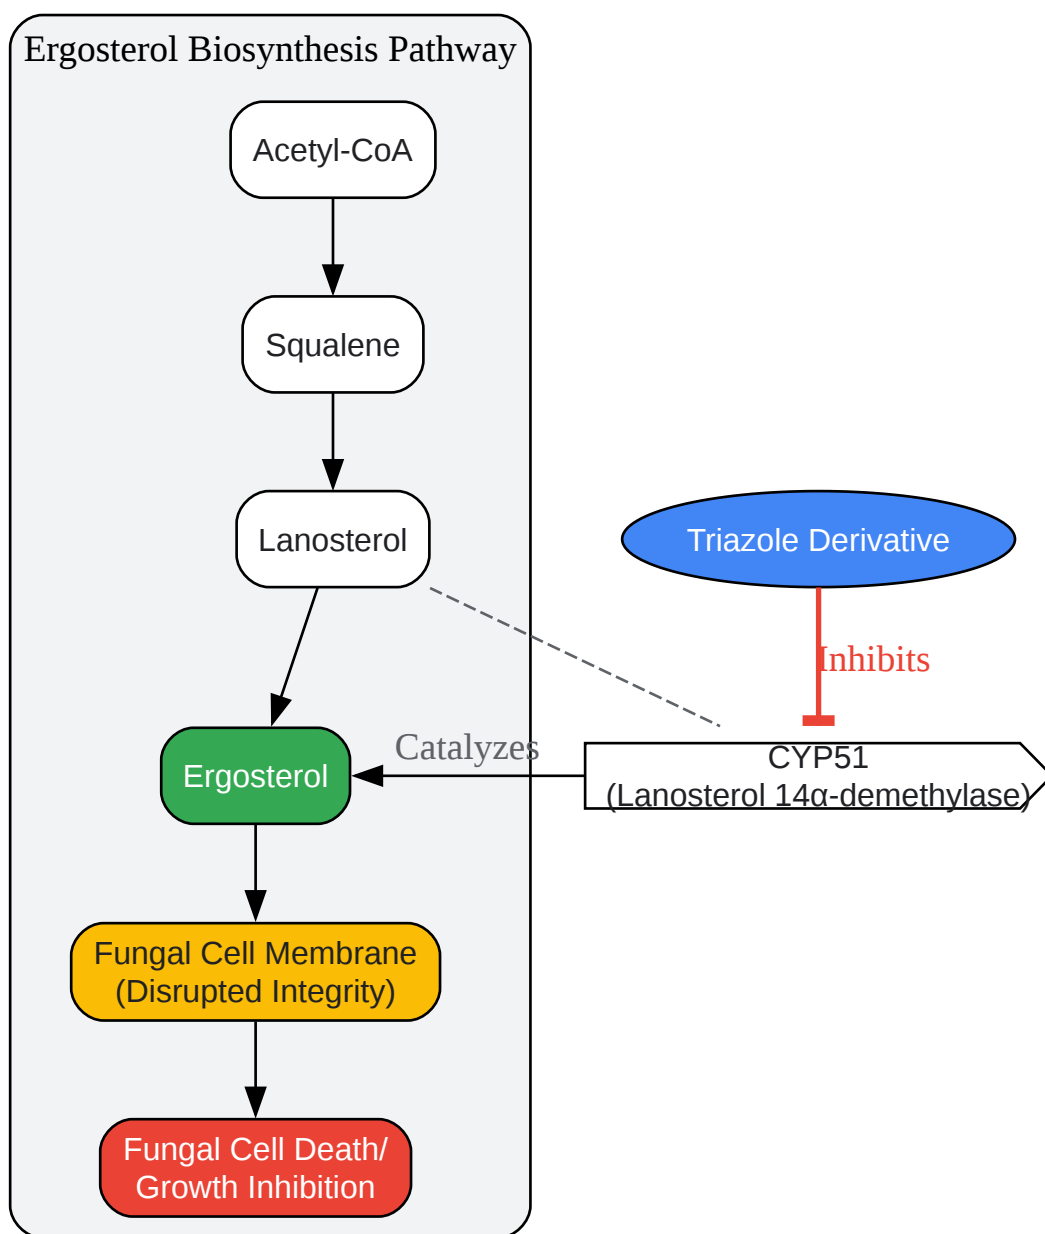 Ergosterol Biosynthesis Pathway
Acetyl-CoA
Squalene
Lanosterol
Triazole Derivative
Inhibits
Catalyzes
Ergosterol
CYP51
(Lanosterol 14α-demethylase)
Fungal Cell Membrane
(Disrupted Integrity)
Fungal Cell Death/
Growth Inhibition